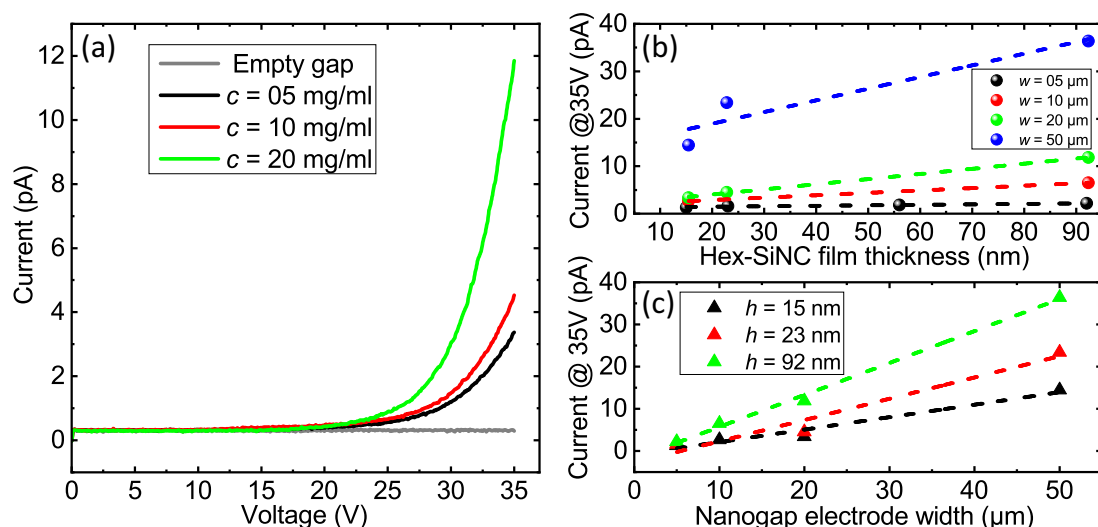 (a)
Empty gap
c = 05 mg/ml
c = 10 mg/ml
c = 20 mg/ml
12
10
8
6
4
2
0
Current (pA)
0 5 10 15 20 25 30 35
Voltage (V)
(b)
40
30
20
10
0
Current @35V (pA)
w = 05 µm
w = 10 µm
w = 20 µm
w = 50 µm
10 20 30 40 50 60 70 80 90
Hex-SiNC film thickness (nm)
(c)
40
30
20
10
0
Current @ 35V (pA)
h = 15 nm
h = 23 nm
h = 92 nm
10 20 30 40 50
Nanogap electrode width (µm)